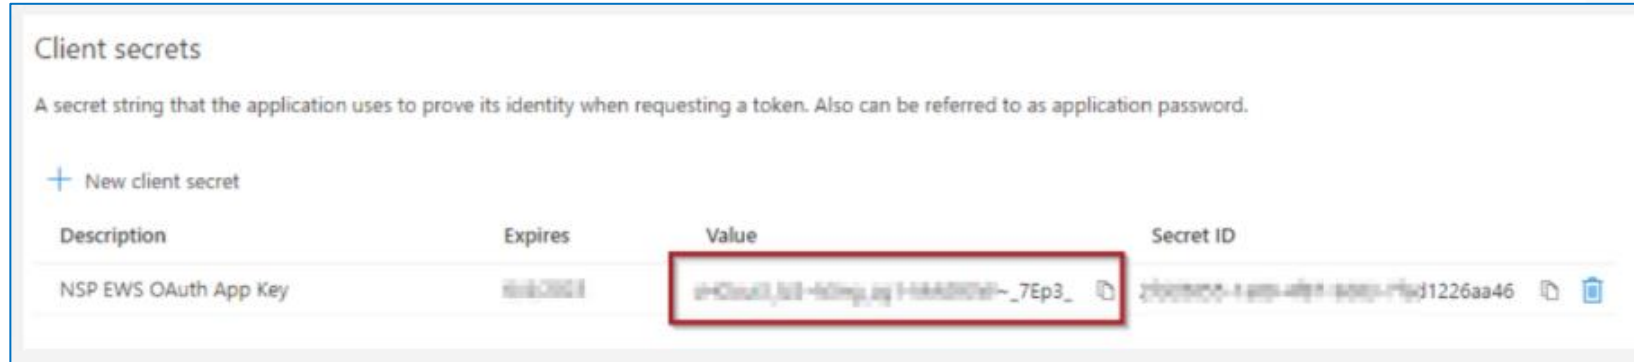 Client secrets
A secret string that the application uses to prove its identity when requesting a token. Also can be referred to as application password.
New client secret
Description Expires Value Secret ID
NSP EWS OAuth App Key ~_7Ep3_ d1226aa46